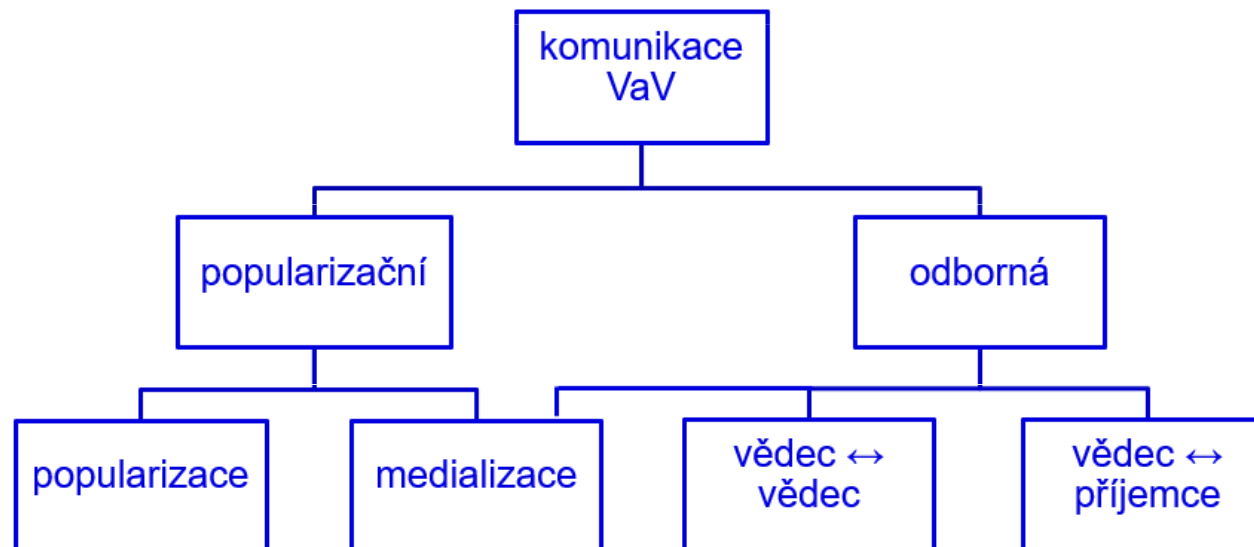 komunikace
VaV
popularizační
odborná
popularizace
medializace
vědec ↔
vědec
vědec ↔
příjemce